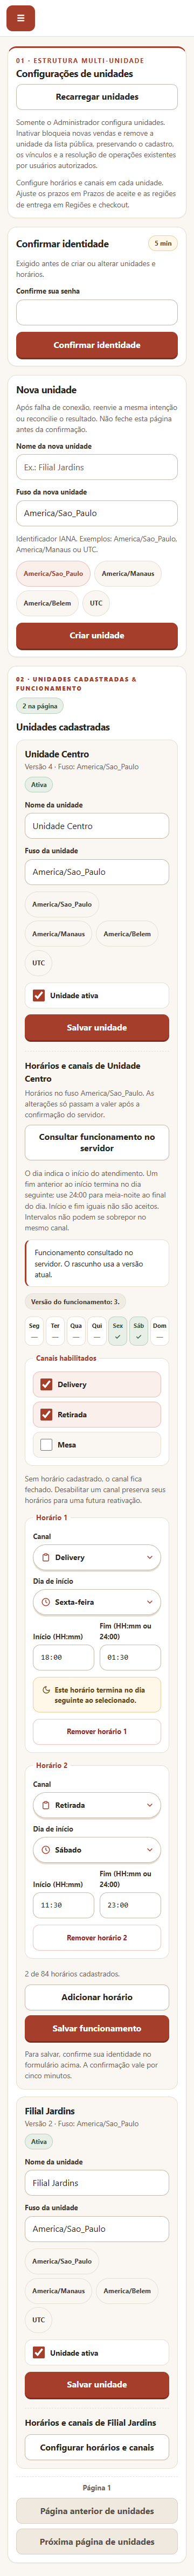 01 · ESTRUTURA MULTI-UNIDADE
Configurações de unidades
Recarregar unidades
Somente o Administrador configura unidades.
Inativar bloqueia novas vendas e remove a
unidade da lista pública, preservando o cadastro,
os vínculos e a resolução de operações existentes
por usuários autorizados.
Configure horários e canais em cada unidade.
Ajuste os prazos em Prazos de aceite e as regiões
de entrega em Regiões e checkout.
Confirmar identidade
5 min
Exigido antes de criar ou alterar unidades e
horários.
Confirme sua senha
Confirmar identidade
Nova unidade
Após falta de conexão, reenvie a mesma intenção
ou reconcilie o resultado. Não feche esta página
antes da confirmação.
Nome da nova unidade
Ex.: Filial Jardins
Fuso da nova unidade
America/Sao_Paulo
Identificador IANA. Exemplos: America/Sao_Paulo,
America/Manaus ou UTC.
America/Sao_Paulo
America/Manaus
America/Belem
UTC
Criar unidade
02 · UNIDADES CADASTRADAS &
FUNCIONAMENTO
2 na página
Unidades cadastradas
Unidade Centro
Versão 4 · Fuso: America/Sao_Paulo
Ativa
Nome da unidade
Unidade Centro
Fuso da unidade
America/Sao_Paulo
America/Sao_Paulo
America/Manaus
America/Belem
UTC
Unidade ativa
Salvar unidade
Horários e canais de Unidade
Centro
Horários no fuso America/Sao_Paulo. As
alterações só passam a valer após a
confirmação do servidor.
Consultar funcionamento no
servidor
O dia indica o início do atendimento. Um
fim anterior ao início termina no dia
seguinte; use 24:00 para meia-noite ao final
do dia. Início e fim iguais não são aceitos.
Intervalos não podem se sobrepor no
mesmo canal.
Funcionamento consultado no
servidor. O rascunho usa a versão
atual.
Versão do funcionamento: 3.
Seg
Ter
Qua
Qui
Sex
Sáb
Dom
—
—
—
—
✓
✓
—
Canais habilitados
Delivery
Retirada
Mesa
Sem horário cadastrado, o canal fica
fechado. Desabilitar um canal preserva seus
horários para uma futura reativação.
Horário 1
Canal
Delivery
Dia de início
Sexta-feira
Início (HH:mm)
Fim (HH:mm ou
24:00)
18:00
01:30
Este horário termina no dia
seguinte ao selecionado.
Remover horário 1
Horário 2
Canal
Retirada
Dia de início
Sábado
Início (HH:mm)
Fim (HH:mm ou
24:00)
11:30
23:00
Remover horário 2
2 de 84 horários cadastrados.
Adicionar horário
Salvar funcionamento
Para salvar, confirme sua identidade no
formulário acima. A confirmação vale por
cinco minutos.
Filial Jardins
Versão 2 · Fuso: America/Sao_Paulo
Ativa
Nome da unidade
Filial Jardins
Fuso da unidade
America/Sao_Paulo
America/Sao_Paulo
America/Manaus
America/Belem
UTC
Unidade ativa
Salvar unidade
Horários e canais de Filial Jardins
Configurar horários e canais
Página 1
Página anterior de unidades
Próxima página de unidades